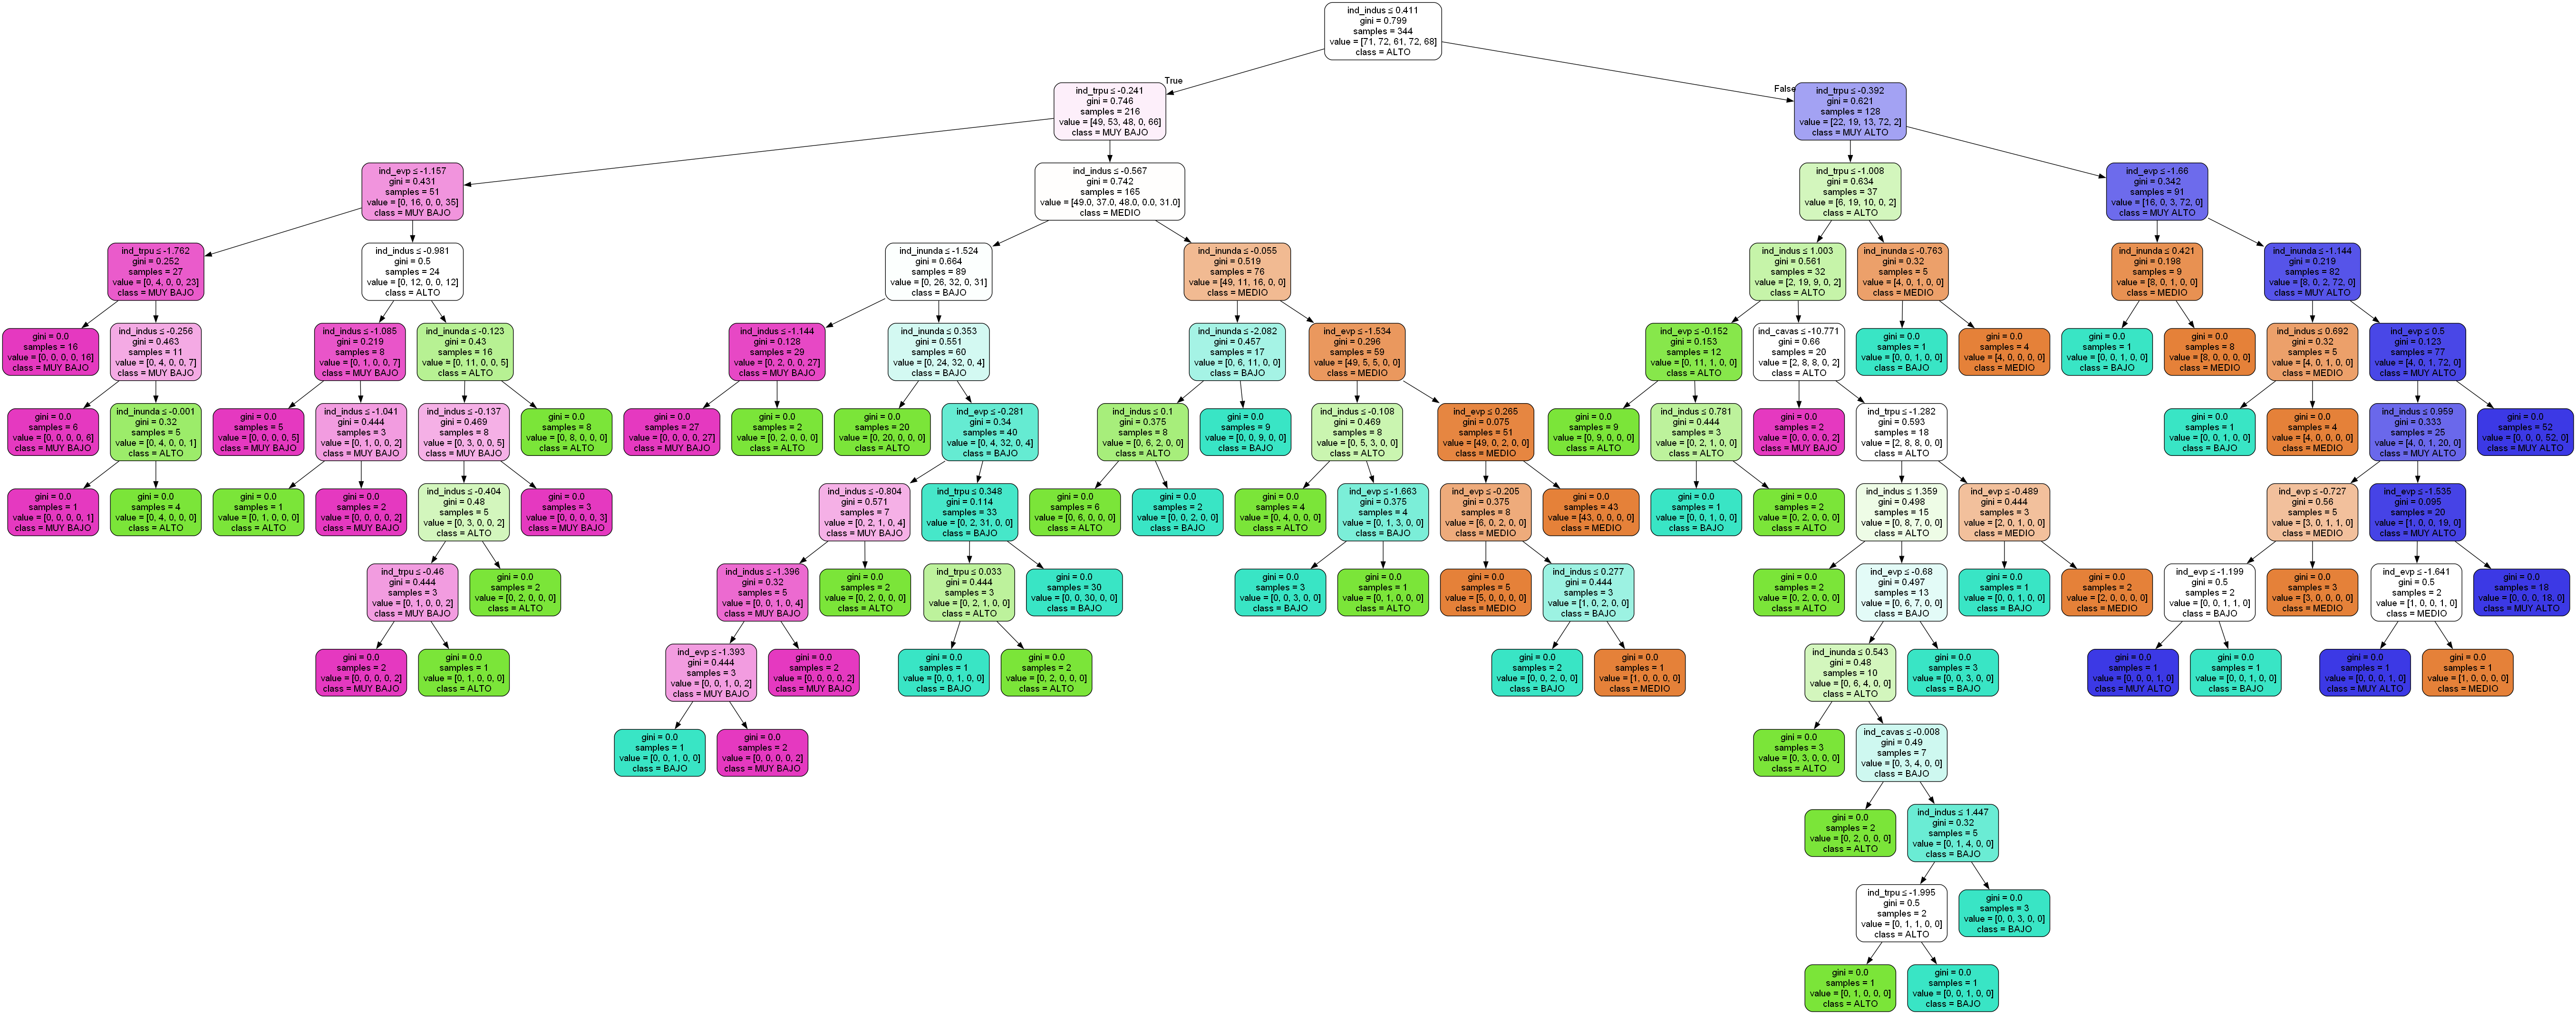 ind_indus ≤ 0.411
gini = 0.799
samples = 344
value = [71, 72, 61, 72, 68]
class = ALTO
True
False
ind_trpu ≤ -0.241
gini = 0.746
samples = 216
value = [49, 53, 48, 0, 66]
class = MUY BAJO
ind_trpu ≤ -0.392
gini = 0.621
samples = 128
value = [22, 19, 13, 72, 2]
class = MUY ALTO
ind_evp ≤ -1.157
gini = 0.431
samples = 51
value = [0, 16, 0, 0, 35]
class = MUY BAJO
ind_indus ≤ -0.567
gini = 0.742
samples = 165
value = [49.0, 37.0, 48.0, 0.0, 31.0]
class = MEDIO
ind_trpu ≤ -1.008
gini = 0.634
samples = 37
value = [6, 19, 10, 0, 2]
class = ALTO
ind_evp ≤ -1.66
gini = 0.342
samples = 91
value = [16, 0, 3, 72, 0]
class = MUY ALTO
ind_trpu ≤ -1.762
gini = 0.252
samples = 27
value = [0, 4, 0, 0, 23]
class = MUY BAJO
ind_indus ≤ -0.981
gini = 0.5
samples = 24
value = [0, 12, 0, 0, 12]
class = ALTO
ind_inunda ≤ -1.524
gini = 0.664
samples = 89
value = [0, 26, 32, 0, 31]
class = BAJO
ind_inunda ≤ -0.055
gini = 0.519
samples = 76
value = [49, 11, 16, 0, 0]
class = MEDIO
ind_indus ≤ 1.003
gini = 0.561
samples = 32
value = [2, 19, 9, 0, 2]
class = ALTO
ind_inunda ≤ -0.763
gini = 0.32
samples = 5
value = [4, 0, 1, 0, 0]
class = MEDIO
ind_inunda ≤ 0.421
gini = 0.198
samples = 9
value = [8, 0, 1, 0, 0]
class = MEDIO
ind_inunda ≤ -1.144
gini = 0.219
samples = 82
value = [8, 0, 2, 72, 0]
class = MUY ALTO
gini = 0.0
samples = 16
value = [0, 0, 0, 0, 16]
class = MUY BAJO
ind_indus ≤ -0.256
gini = 0.463
samples = 11
value = [0, 4, 0, 0, 7]
class = MUY BAJO
ind_indus ≤ -1.085
gini = 0.219
samples = 8
value = [0, 1, 0, 0, 7]
class = MUY BAJO
ind_inunda ≤ -0.123
gini = 0.43
samples = 16
value = [0, 11, 0, 0, 5]
class = ALTO
ind_indus ≤ -1.144
gini = 0.128
samples = 29
value = [0, 2, 0, 0, 27]
class = MUY BAJO
ind_inunda ≤ 0.353
gini = 0.551
samples = 60
value = [0, 24, 32, 0, 4]
class = BAJO
ind_inunda ≤ -2.082
gini = 0.457
samples = 17
value = [0, 6, 11, 0, 0]
class = BAJO
ind_evp ≤ -1.534
gini = 0.296
samples = 59
value = [49, 5, 5, 0, 0]
class = MEDIO
ind_evp ≤ -0.152
gini = 0.153
samples = 12
value = [0, 11, 1, 0, 0]
class = ALTO
ind_cavas ≤ -10.771
gini = 0.66
samples = 20
value = [2, 8, 8, 0, 2]
class = ALTO
gini = 0.0
samples = 1
value = [0, 0, 1, 0, 0]
class = BAJO
gini = 0.0
samples = 4
value = [4, 0, 0, 0, 0]
class = MEDIO
gini = 0.0
samples = 1
value = [0, 0, 1, 0, 0]
class = BAJO
gini = 0.0
samples = 8
value = [8, 0, 0, 0, 0]
class = MEDIO
ind_indus ≤ 0.692
gini = 0.32
samples = 5
value = [4, 0, 1, 0, 0]
class = MEDIO
ind_evp ≤ 0.5
gini = 0.123
samples = 77
value = [4, 0, 1, 72, 0]
class = MUY ALTO
gini = 0.0
samples = 6
value = [0, 0, 0, 0, 6]
class = MUY BAJO
ind_inunda ≤ -0.001
gini = 0.32
samples = 5
value = [0, 4, 0, 0, 1]
class = ALTO
gini = 0.0
samples = 5
value = [0, 0, 0, 0, 5]
class = MUY BAJO
ind_indus ≤ -1.041
gini = 0.444
samples = 3
value = [0, 1, 0, 0, 2]
class = MUY BAJO
ind_indus ≤ -0.137
gini = 0.469
samples = 8
value = [0, 3, 0, 0, 5]
class = MUY BAJO
gini = 0.0
samples = 8
value = [0, 8, 0, 0, 0]
class = ALTO
gini = 0.0
samples = 27
value = [0, 0, 0, 0, 27]
class = MUY BAJO
gini = 0.0
samples = 2
value = [0, 2, 0, 0, 0]
class = ALTO
gini = 0.0
samples = 20
value = [0, 20, 0, 0, 0]
class = ALTO
ind_evp ≤ -0.281
gini = 0.34
samples = 40
value = [0, 4, 32, 0, 4]
class = BAJO
ind_indus ≤ 0.1
gini = 0.375
samples = 8
value = [0, 6, 2, 0, 0]
class = ALTO
gini = 0.0
samples = 9
value = [0, 0, 9, 0, 0]
class = BAJO
ind_indus ≤ -0.108
gini = 0.469
samples = 8
value = [0, 5, 3, 0, 0]
class = ALTO
ind_evp ≤ 0.265
gini = 0.075
samples = 51
value = [49, 0, 2, 0, 0]
class = MEDIO
gini = 0.0
samples = 9
value = [0, 9, 0, 0, 0]
class = ALTO
ind_indus ≤ 0.781
gini = 0.444
samples = 3
value = [0, 2, 1, 0, 0]
class = ALTO
gini = 0.0
samples = 2
value = [0, 0, 0, 0, 2]
class = MUY BAJO
ind_trpu ≤ -1.282
gini = 0.593
samples = 18
value = [2, 8, 8, 0, 0]
class = ALTO
gini = 0.0
samples = 1
value = [0, 0, 1, 0, 0]
class = BAJO
gini = 0.0
samples = 4
value = [4, 0, 0, 0, 0]
class = MEDIO
ind_indus ≤ 0.959
gini = 0.333
samples = 25
value = [4, 0, 1, 20, 0]
class = MUY ALTO
gini = 0.0
samples = 52
value = [0, 0, 0, 52, 0]
class = MUY ALTO
gini = 0.0
samples = 1
value = [0, 0, 0, 0, 1]
class = MUY BAJO
gini = 0.0
samples = 4
value = [0, 4, 0, 0, 0]
class = ALTO
gini = 0.0
samples = 1
value = [0, 1, 0, 0, 0]
class = ALTO
gini = 0.0
samples = 2
value = [0, 0, 0, 0, 2]
class = MUY BAJO
ind_indus ≤ -0.404
gini = 0.48
samples = 5
value = [0, 3, 0, 0, 2]
class = ALTO
gini = 0.0
samples = 3
value = [0, 0, 0, 0, 3]
class = MUY BAJO
ind_indus ≤ -0.804
gini = 0.571
samples = 7
value = [0, 2, 1, 0, 4]
class = MUY BAJO
ind_trpu ≤ 0.348
gini = 0.114
samples = 33
value = [0, 2, 31, 0, 0]
class = BAJO
gini = 0.0
samples = 6
value = [0, 6, 0, 0, 0]
class = ALTO
gini = 0.0
samples = 2
value = [0, 0, 2, 0, 0]
class = BAJO
gini = 0.0
samples = 4
value = [0, 4, 0, 0, 0]
class = ALTO
ind_evp ≤ -1.663
gini = 0.375
samples = 4
value = [0, 1, 3, 0, 0]
class = BAJO
ind_evp ≤ -0.205
gini = 0.375
samples = 8
value = [6, 0, 2, 0, 0]
class = MEDIO
gini = 0.0
samples = 43
value = [43, 0, 0, 0, 0]
class = MEDIO
gini = 0.0
samples = 1
value = [0, 0, 1, 0, 0]
class = BAJO
gini = 0.0
samples = 2
value = [0, 2, 0, 0, 0]
class = ALTO
ind_indus ≤ 1.359
gini = 0.498
samples = 15
value = [0, 8, 7, 0, 0]
class = ALTO
ind_evp ≤ -0.489
gini = 0.444
samples = 3
value = [2, 0, 1, 0, 0]
class = MEDIO
ind_evp ≤ -0.727
gini = 0.56
samples = 5
value = [3, 0, 1, 1, 0]
class = MEDIO
ind_evp ≤ -1.535
gini = 0.095
samples = 20
value = [1, 0, 0, 19, 0]
class = MUY ALTO
ind_trpu ≤ -0.46
gini = 0.444
samples = 3
value = [0, 1, 0, 0, 2]
class = MUY BAJO
gini = 0.0
samples = 2
value = [0, 2, 0, 0, 0]
class = ALTO
ind_indus ≤ -1.396
gini = 0.32
samples = 5
value = [0, 0, 1, 0, 4]
class = MUY BAJO
gini = 0.0
samples = 2
value = [0, 2, 0, 0, 0]
class = ALTO
ind_trpu ≤ 0.033
gini = 0.444
samples = 3
value = [0, 2, 1, 0, 0]
class = ALTO
gini = 0.0
samples = 30
value = [0, 0, 30, 0, 0]
class = BAJO
gini = 0.0
samples = 3
value = [0, 0, 3, 0, 0]
class = BAJO
gini = 0.0
samples = 1
value = [0, 1, 0, 0, 0]
class = ALTO
gini = 0.0
samples = 5
value = [5, 0, 0, 0, 0]
class = MEDIO
ind_indus ≤ 0.277
gini = 0.444
samples = 3
value = [1, 0, 2, 0, 0]
class = BAJO
gini = 0.0
samples = 2
value = [0, 2, 0, 0, 0]
class = ALTO
ind_evp ≤ -0.68
gini = 0.497
samples = 13
value = [0, 6, 7, 0, 0]
class = BAJO
gini = 0.0
samples = 1
value = [0, 0, 1, 0, 0]
class = BAJO
gini = 0.0
samples = 2
value = [2, 0, 0, 0, 0]
class = MEDIO
ind_evp ≤ -1.199
gini = 0.5
samples = 2
value = [0, 0, 1, 1, 0]
class = BAJO
gini = 0.0
samples = 3
value = [3, 0, 0, 0, 0]
class = MEDIO
ind_evp ≤ -1.641
gini = 0.5
samples = 2
value = [1, 0, 0, 1, 0]
class = MEDIO
gini = 0.0
samples = 18
value = [0, 0, 0, 18, 0]
class = MUY ALTO
gini = 0.0
samples = 2
value = [0, 0, 0, 0, 2]
class = MUY BAJO
gini = 0.0
samples = 1
value = [0, 1, 0, 0, 0]
class = ALTO
ind_evp ≤ -1.393
gini = 0.444
samples = 3
value = [0, 0, 1, 0, 2]
class = MUY BAJO
gini = 0.0
samples = 2
value = [0, 0, 0, 0, 2]
class = MUY BAJO
gini = 0.0
samples = 1
value = [0, 0, 1, 0, 0]
class = BAJO
gini = 0.0
samples = 2
value = [0, 2, 0, 0, 0]
class = ALTO
gini = 0.0
samples = 2
value = [0, 0, 2, 0, 0]
class = BAJO
gini = 0.0
samples = 1
value = [1, 0, 0, 0, 0]
class = MEDIO
ind_inunda ≤ 0.543
gini = 0.48
samples = 10
value = [0, 6, 4, 0, 0]
class = ALTO
gini = 0.0
samples = 3
value = [0, 0, 3, 0, 0]
class = BAJO
gini = 0.0
samples = 1
value = [0, 0, 0, 1, 0]
class = MUY ALTO
gini = 0.0
samples = 1
value = [0, 0, 1, 0, 0]
class = BAJO
gini = 0.0
samples = 1
value = [0, 0, 0, 1, 0]
class = MUY ALTO
gini = 0.0
samples = 1
value = [1, 0, 0, 0, 0]
class = MEDIO
gini = 0.0
samples = 1
value = [0, 0, 1, 0, 0]
class = BAJO
gini = 0.0
samples = 2
value = [0, 0, 0, 0, 2]
class = MUY BAJO
gini = 0.0
samples = 3
value = [0, 3, 0, 0, 0]
class = ALTO
ind_cavas ≤ -0.008
gini = 0.49
samples = 7
value = [0, 3, 4, 0, 0]
class = BAJO
gini = 0.0
samples = 2
value = [0, 2, 0, 0, 0]
class = ALTO
ind_indus ≤ 1.447
gini = 0.32
samples = 5
value = [0, 1, 4, 0, 0]
class = BAJO
ind_trpu ≤ -1.995
gini = 0.5
samples = 2
value = [0, 1, 1, 0, 0]
class = ALTO
gini = 0.0
samples = 3
value = [0, 0, 3, 0, 0]
class = BAJO
gini = 0.0
samples = 1
value = [0, 1, 0, 0, 0]
class = ALTO
gini = 0.0
samples = 1
value = [0, 0, 1, 0, 0]
class = BAJO